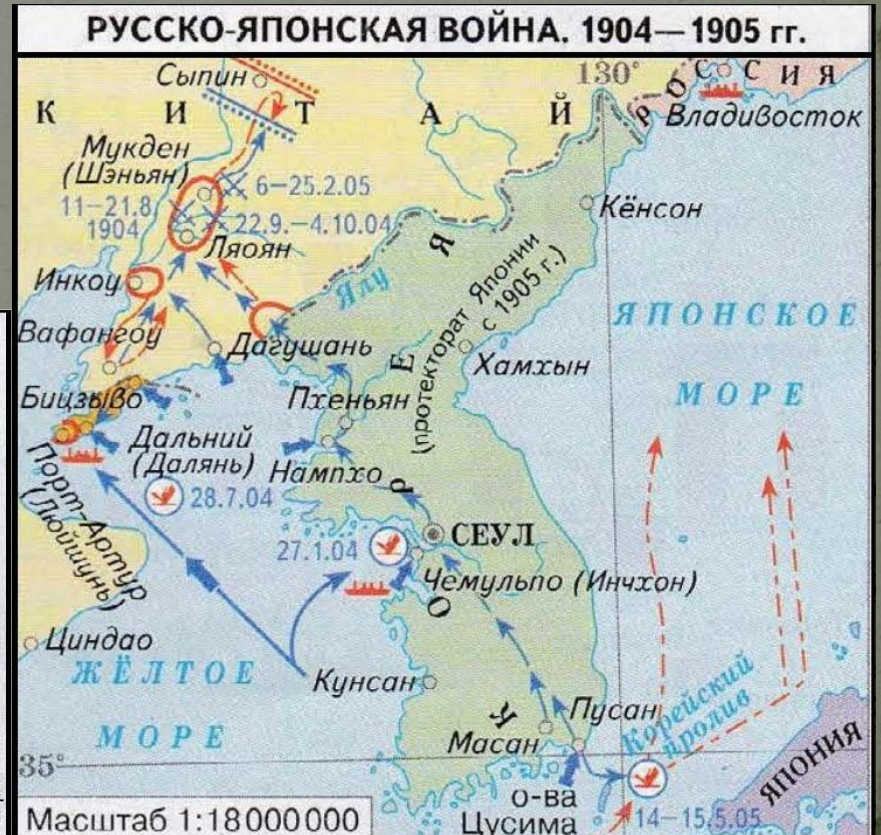 РУССКО-ЯПОНСКАЯ ВОЙНА. 1904—1905 гг.
Сыпин
130°
РОССИЯ
КИТАЙ
Владивосток
Мукден
(Шэньян)
6—25.2.05
11—21.8
1904
22.9.—4.10.04
Ляоян
Кёнсон
Инкоу
Ялу
КОРЕЯ
(протекторат Японии
с 1905 г.)
ЯПОНСКОЕ
МОРЕ
Вафангоу
Дагушань
Хамхын
Бицзыво
Пхеньян
Дальний
(Далянь)
Нампхо
Порт-Артур
(Люйшунь)
28.7.04
27.1.04
СЕУЛ
Чемульпо (Инчхон)
Циндао
ЖЁЛТОЕ
МОРЕ
Кунсан
Масан
Пусан
Корейский
пролив
ЯПОНИЯ
35°
о-ва
Цусима
14—15.5.05
Масштаб 1:18000000